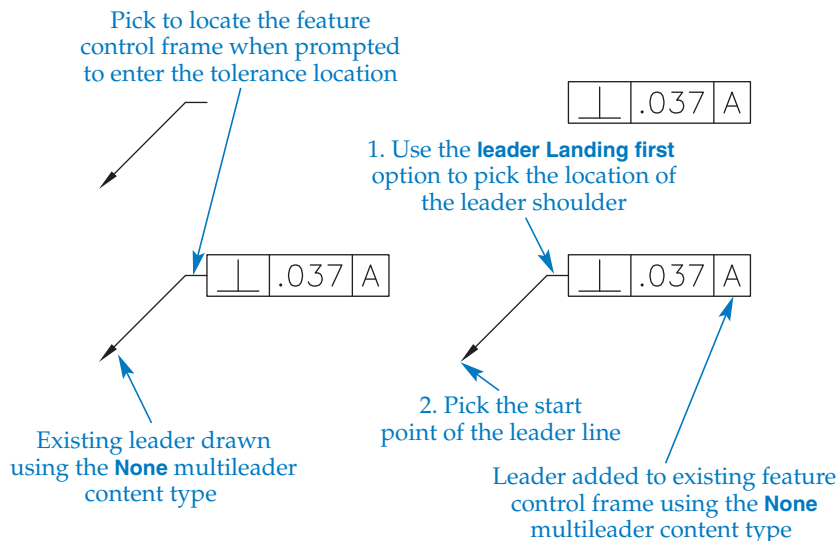 Pick to locate the feature
control frame when prompted
to enter the tolerance location
⊥ .037 A
1. Use the leader Landing first
option to pick the location of
the leader shoulder
⊥ .037 A
⊥ .037 A
2. Pick the start
point of the leader line
Existing leader drawn
using the None multileader
content type
Leader added to existing feature
control frame using the None
multileader content type